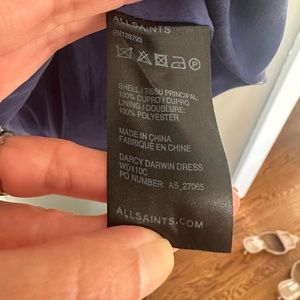 ALLSAINTS
RN128793
SHELL / TISSU PRINCIPAL:
100% CUPRO / CUPRO
LINING / DOUBLURE:
100% POLYESTER
MADE IN CHINA
FABRIQUÉ EN CHINE
DARCY DARWIN DRESS
WD110C
PO NUMBER: AS_27065
ALLSAINTS.COM